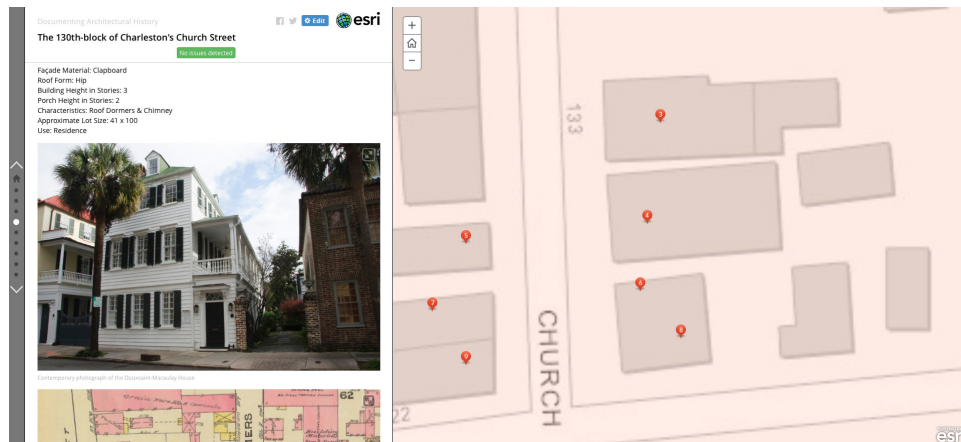 Documenting Architectural History
Edit
esri
The 130th-block of Charleston's Church Street
No issues detected
Façade Material: Clapboard
Roof Form: Hip
Building Height in Stories: 3
Porch Height in Stories: 2
Characteristics: Roof Dormers & Chimney
Approximate Lot Size: 41 x 100
Use: Residence
Contemporary photograph of the Douxsaint-Macaulay House
62
133
3
4
5
6
7
8
9
CHURCH
22
esri